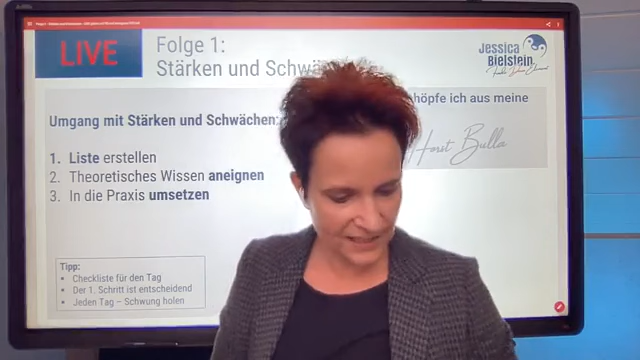 LIVE
Folge 1:
Stärken und
Jessica
Bielstein
Umgang mit Stärken und Schwächen:
ich aus meine
Horst Bulla
1. Liste erstellen
2. Theoretisches Wissen aneignen
3. In die Praxis umsetzen
Tipp:
• Checkliste für den Tag
• Der 1. Schritt ist entscheidend
• Jeden Tag – Schwung holen